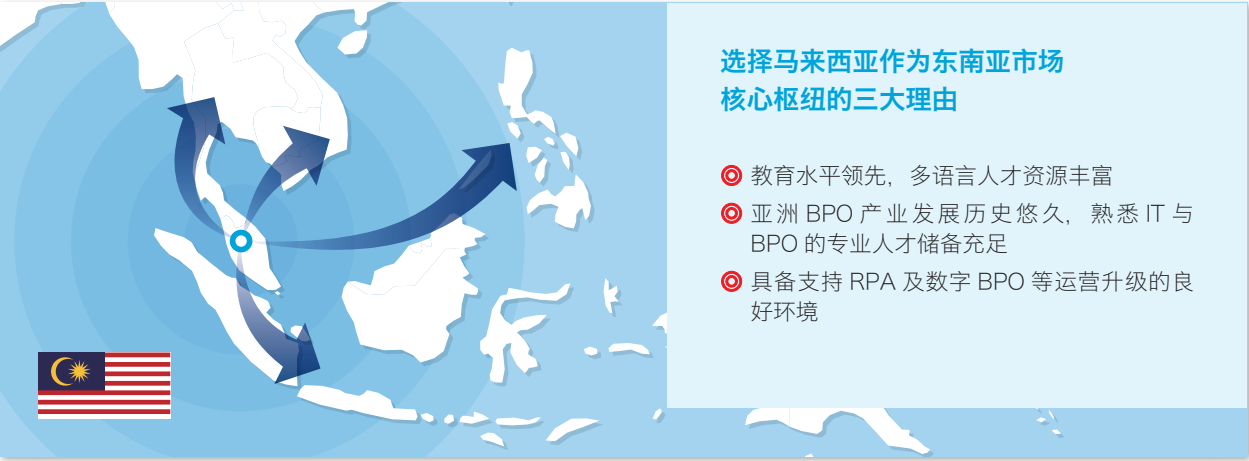 选择马来西亚作为东南亚市场
核心枢纽的三大理由
教育水平领先，多语言人才资源丰富
亚洲 BPO 产业发展历史悠久，熟悉 IT 与
BPO 的专业人才储备充足
具备支持 RPA 及数字 BPO 等运营升级的良
好环境